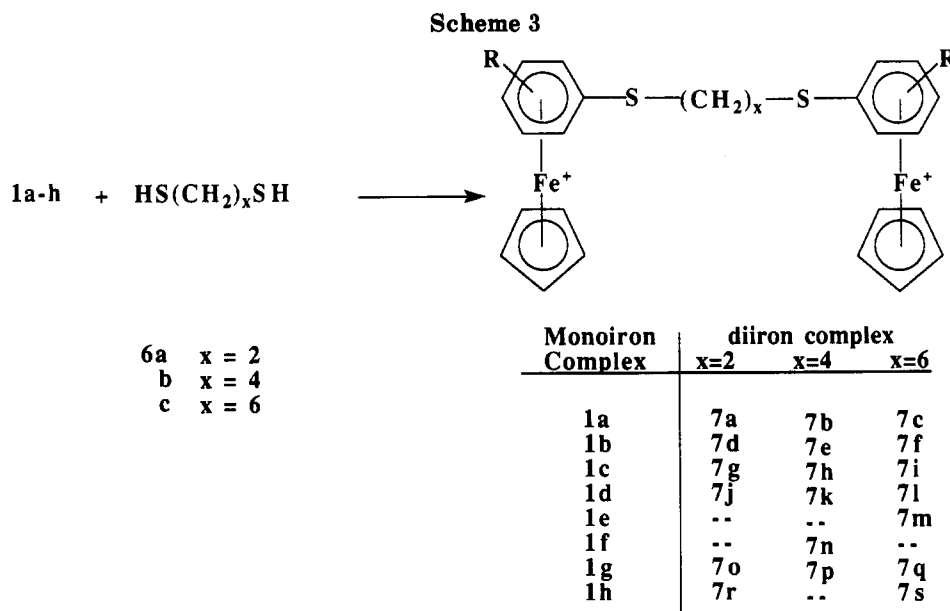 Scheme 3
R R
S—(CH2)x—S
1a-h + HS(CH2)xSH
Fe+ Fe+
6a x = 2
b x = 4
c x = 6
Monoiron diiron complex
Complex x=2 x=4 x=6
1a 7a 7b 7c
1b 7d 7e 7f
1c 7g 7h 7i
1d 7j 7k 7l
1e -- -- 7m
1f -- 7n --
1g 7o 7p 7q
1h 7r -- 7s